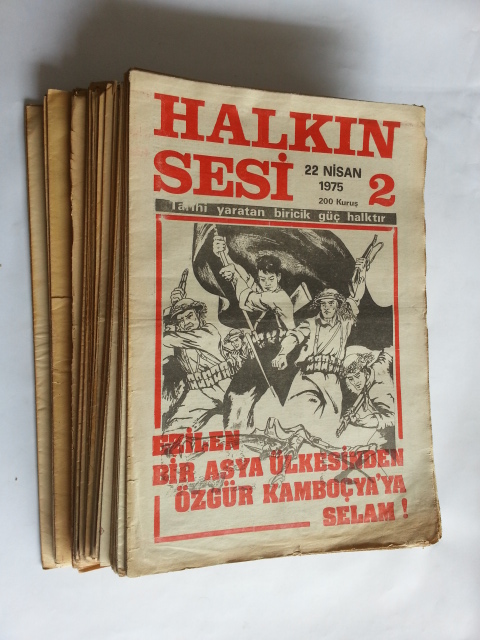 HALKIN
SESİ
22 NİSAN
1975
2
200 Kuruş
Tarihi yaratan biricik güç halktır
EZİLEN
BİR ASYA ÜLKESİNDEN
ÖZGÜR KAMBOÇYA'YA
SELAM !